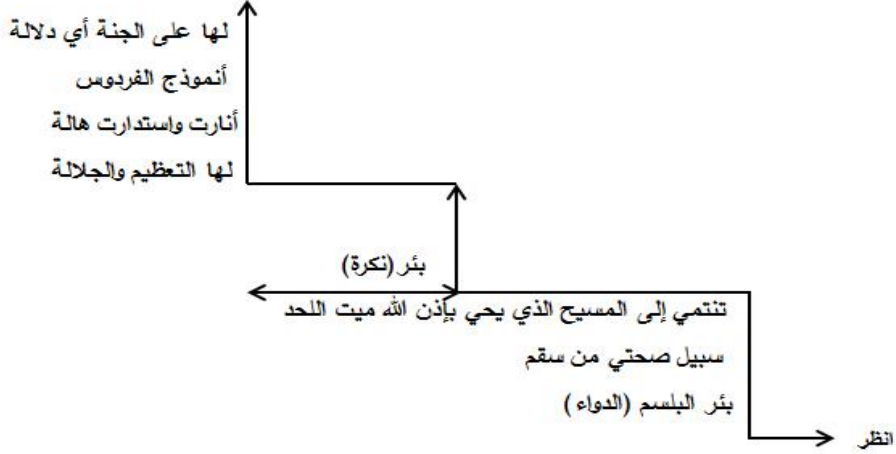 لها على الجنة أي دلالة
أنموذج الفردوس
أنارت واستدارت هالة
لها التعظيم والجلالة
بئر (نكرة)
تنتمي إلى المسيح الذي يحي بإذن الله ميت اللحد
سبيل صحتي من سقم
بئر البلسم (الدواء)
انظر